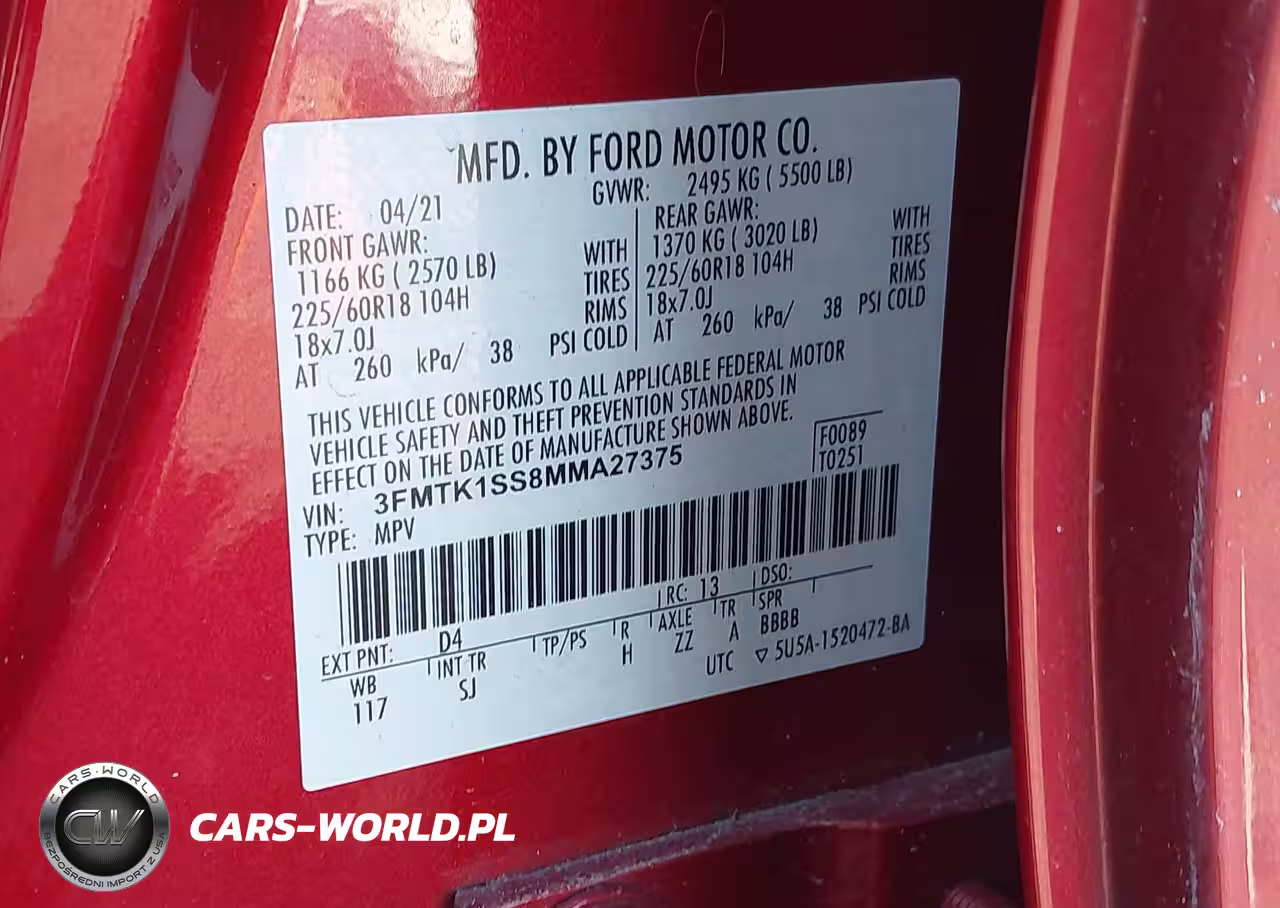 MFD. BY FORD MOTOR CO.
DATE: 04/21
GVWR: 2495 KG ( 5500 LB)
FRONT GAWR:
1166 KG ( 2570 LB) WITH
225/60R18 104H TIRES
18x7.0J RIMS
AT 260 kPa/ 38 PSI COLD
REAR GAWR:
1370 KG ( 3020 LB) WITH
225/60R18 104H TIRES
18x7.0J RIMS
AT 260 kPa/ 38 PSI COLD
THIS VEHICLE CONFORMS TO ALL APPLICABLE FEDERAL MOTOR
VEHICLE SAFETY AND THEFT PREVENTION STANDARDS IN
EFFECT ON THE DATE OF MANUFACTURE SHOWN ABOVE.
VIN: 3FMTK1SS8MMA27375
F0089
T0251
TYPE: MPV
EXT PNT: D4 RC: 13 DSO:
WB INT TR TP/PS R AXLE TR SPR
117 SJ H ZZ A BBBB
UTC ▽ 5U5A-1520472-BA
CARS-WORLD
CW
BEZPOŚREDNI IMPORT Z USA
CARS-WORLD.PL